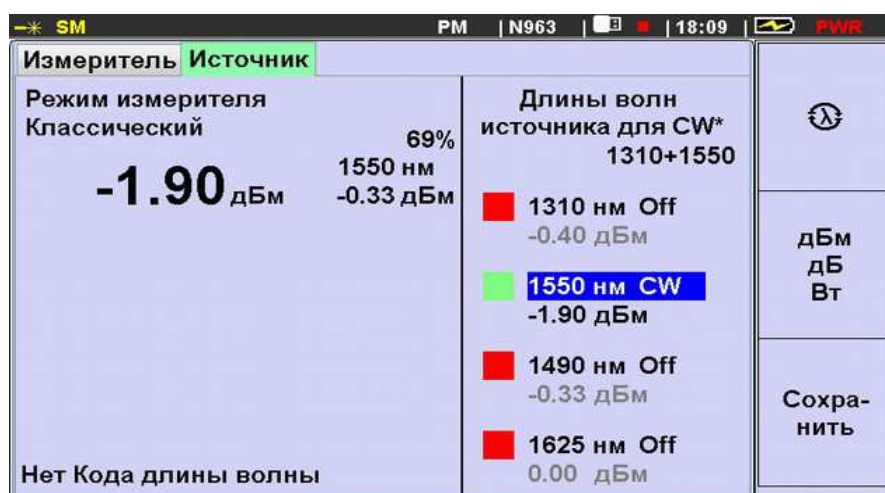 SM PM | N963 | | 18:09 | PWR
Измеритель Источник
Режим измерителя
Классический
69%
1550 нм
-1.90 дБм -0.33 дБм
Нет Кода длины волны
Длины волн
источника для CW*
1310+1550
1310 нм Off
-0.40 дБм
1550 нм CW
-1.90 дБм
1490 нм Off
-0.33 дБм
1625 нм Off
0.00 дБм
λ
дБм
дБ
Вт
Сохра-
нить